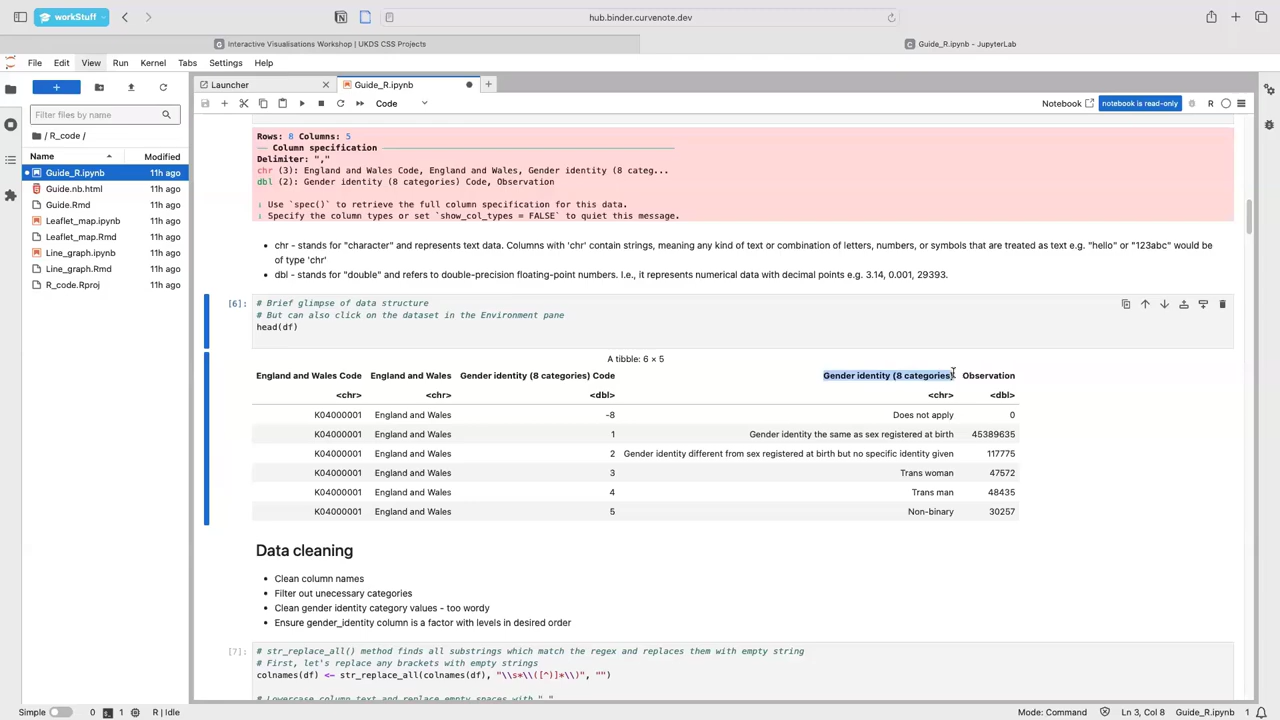 workStuff
hub.binder.curvenote.dev
Interactive Visualisations Workshop | UKDS CSS Projects
Guide_R.ipynb - JupyterLab
File Edit View Run Kernel Tabs Settings Help
Launcher
Guide_R.ipynb
Code
Notebook
notebook is read-only
R
Filter files by name
/ R_code /
Name Modified
Guide_R.ipynb 11h ago
Guide.nb.html 11h ago
Guide.Rmd 11h ago
Leaflet_map.ipynb 11h ago
Leaflet_map.Rmd 11h ago
Line_graph.ipynb 11h ago
Line_graph.Rmd 11h ago
R_code.Rproj 11h ago
Rows: 8 Columns: 5
Column specification
Delimiter: ","
chr (3): England and Wales Code, England and Wales, Gender identity (8 categ...
dbl (2): Gender identity (8 categories) Code, Observation
Use `spec()` to retrieve the full column specification for this data.
Specify the column types or set `show_col_types = FALSE` to quiet this message.
• chr - stands for "character" and represents text data. Columns with 'chr' contain strings, meaning any kind of text or combination of letters, numbers, or symbols that are treated as text e.g. "hello" or "123abc" would be
of type 'chr'
• dbl - stands for "double" and refers to double-precision floating-point numbers. I.e., it represents numerical data with decimal points e.g. 3.14, 0.001, 29393.
[6]:
# Brief glimpse of data structure
# But can also click on the dataset in the Environment pane
head(df)
A tibble: 6 × 5
England and Wales Code England and Wales Gender identity (8 categories) Code Gender identity (8 categories) Observation
<chr> <chr> <dbl> <chr> <dbl>
K04000001 England and Wales -8 Does not apply 0
K04000001 England and Wales 1 Gender identity the same as sex registered at birth 45389635
K04000001 England and Wales 2 Gender identity different from sex registered at birth but no specific identity given 117775
K04000001 England and Wales 3 Trans woman 47572
K04000001 England and Wales 4 Trans man 48435
K04000001 England and Wales 5 Non-binary 30257
Data cleaning
• Clean column names
• Filter out unecessary categories
• Clean gender identity category values - too wordy
• Ensure gender_identity column is a factor with levels in desired order
[7]:
# str_replace_all() method finds all substrings which match the regex and replaces them with empty string
# First, let's replace any brackets with empty strings
colnames(df) <- str_replace_all(colnames(df), "\\s*\\([^)]*\\)", "")
# Lowercase column text and replace empty spaces with "_"
Simple 0 1 R | Idle
Mode: Command Ln 3, Col 8 Guide_R.ipynb 1